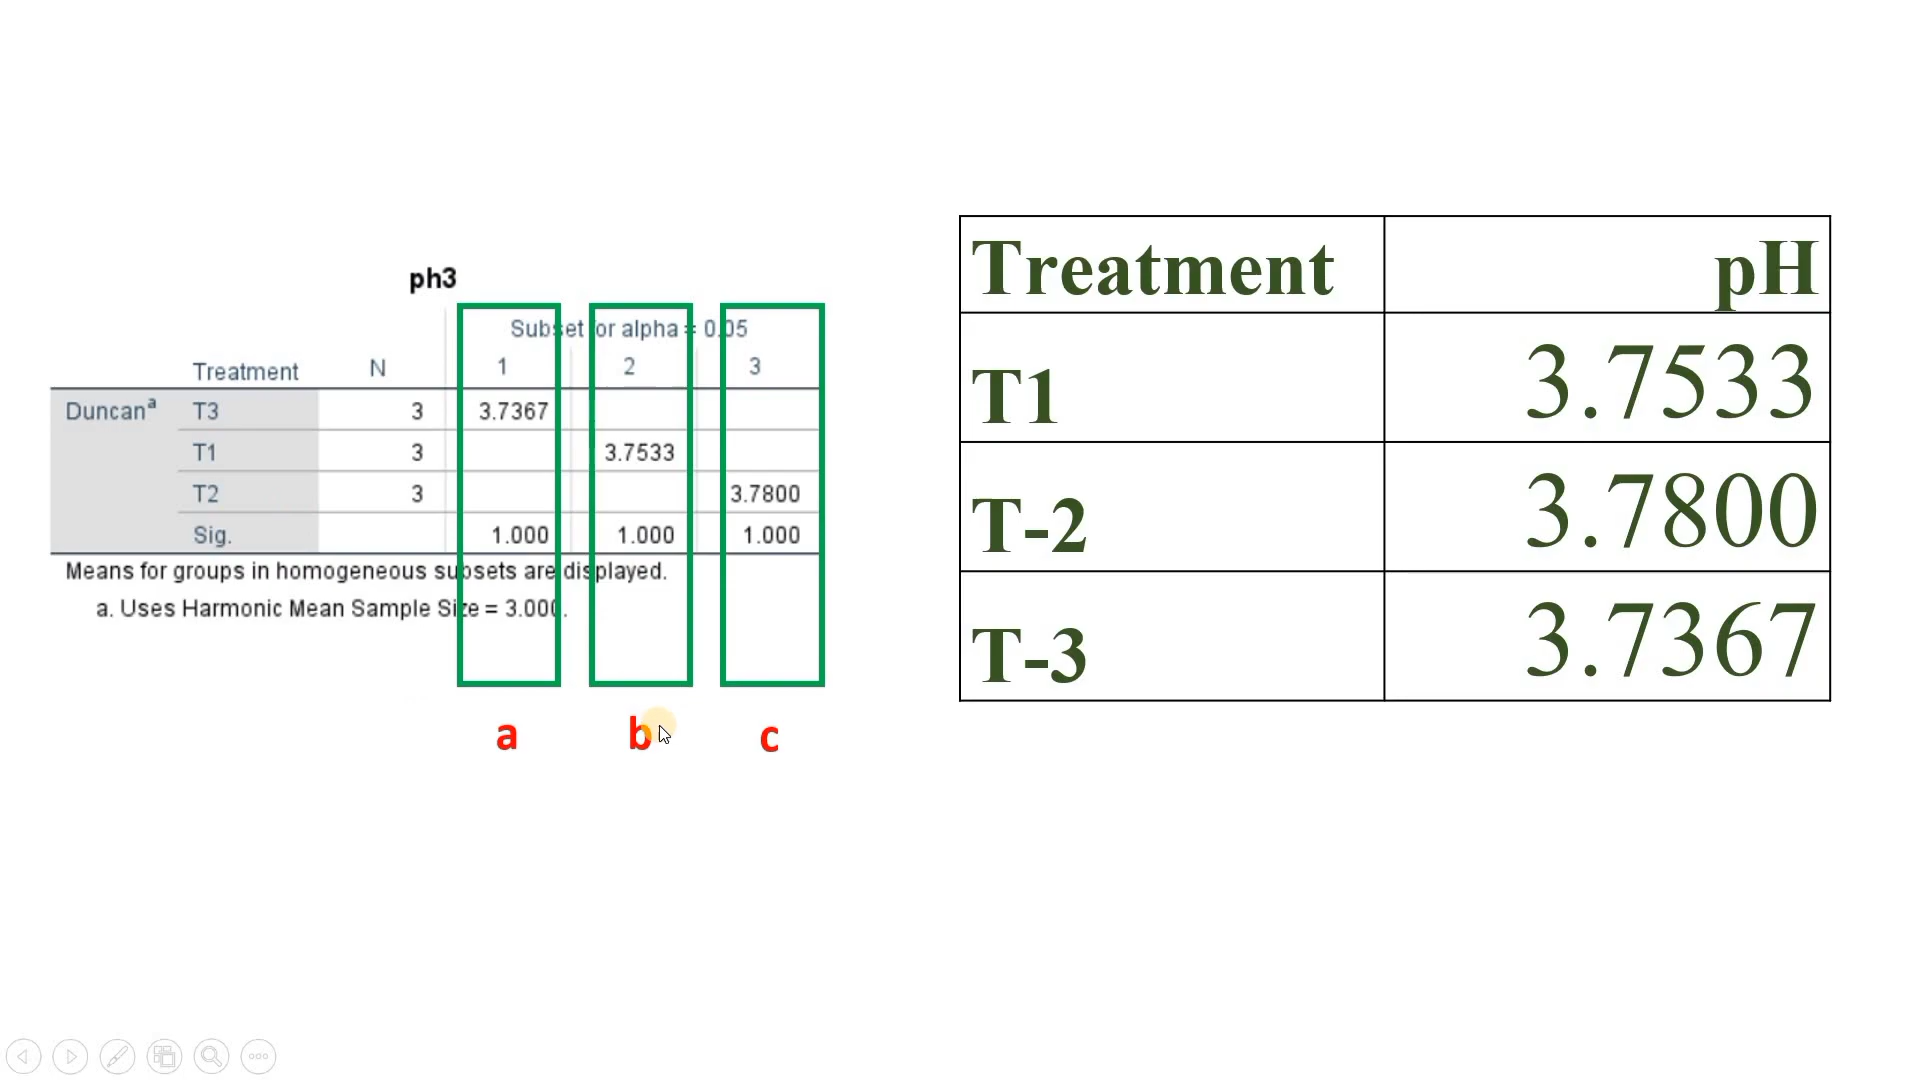 ph3
Subset for alpha = 0.05
Treatment N 1 2 3
Duncanª T3 3 3.7367
T1 3 3.7533
T2 3 3.7800
Sig. 1.000 1.000 1.000
Means for groups in homogeneous subsets are displayed.
a. Uses Harmonic Mean Sample Size = 3.000.
a b c
Treatment pH
T1 3.7533
T-2 3.7800
T-3 3.7367